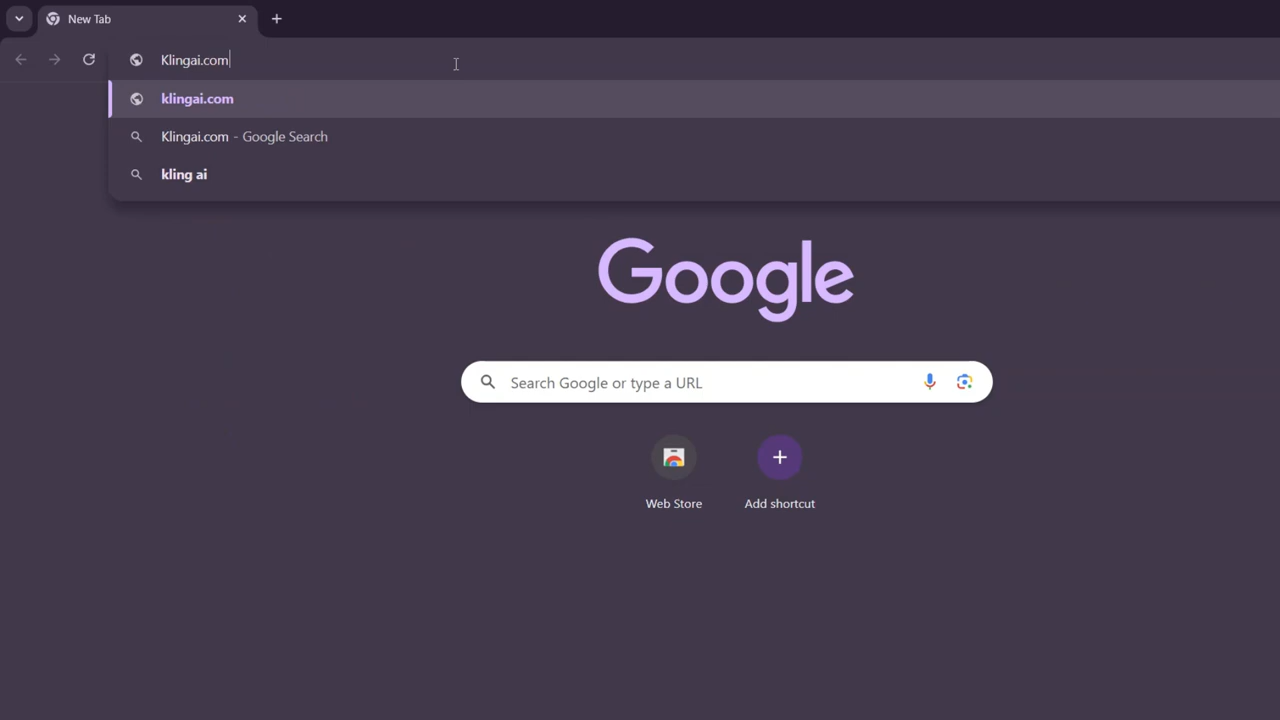 New Tab
Klingai.com
klingai.com
Klingai.com - Google Search
kling ai
Google
Search Google or type a URL
Web Store
Add shortcut